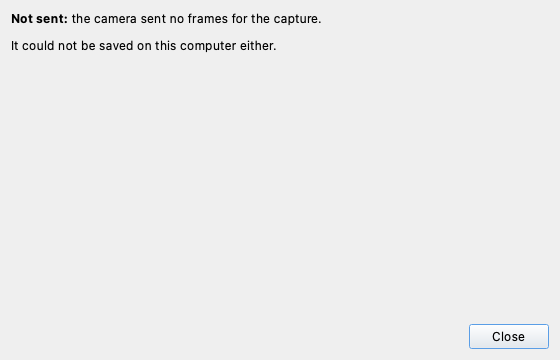 Not sent: the camera sent no frames for the capture.
It could not be saved on this computer either.
Close